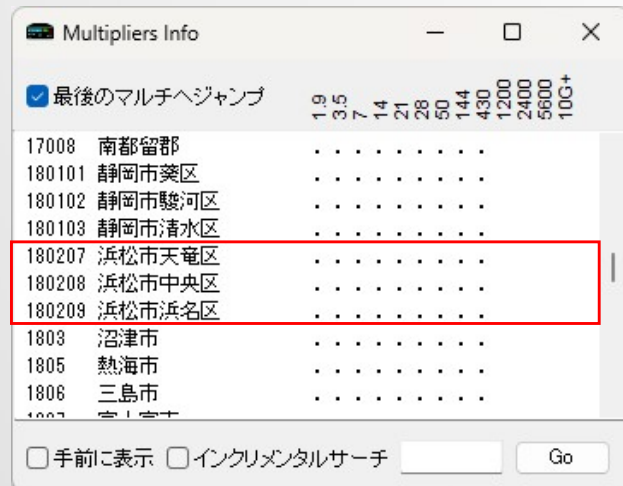 Multipliers Info
最後のマルチへジャンプ 1.9 3.5 7 14 21 28 50 144 430 1200 2400 5600 10G+
17008 南都留郡 . . . . . . . . .
180101 静岡市葵区 . . . . . . . . .
180102 静岡市駿河区 . . . . . . . . .
180103 静岡市清水区 . . . . . . . . .
180207 浜松市天竜区 . . . . . . . . .
180208 浜松市中央区 . . . . . . . . .
180209 浜松市浜名区 . . . . . . . . .
1803 沼津市 . . . . . . . . .
1805 熱海市 . . . . . . . . .
1806 三島市 . . . . . . . . .
手前に表示 インクリメンタルサーチ Go